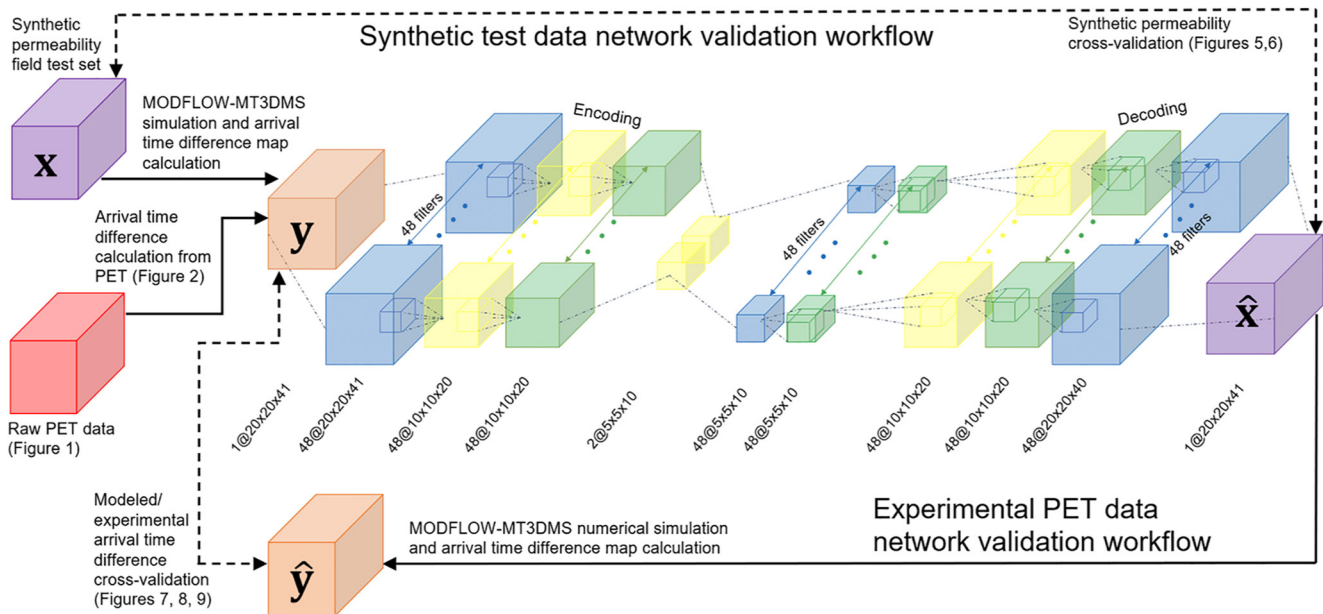 Synthetic
permeability
field test set
Synthetic test data network validation workflow
Synthetic permeability
cross-validation (Figures 5,6)
MODFLOW-MT3DMS
simulation and arrival
time difference map
calculation
Encoding
Decoding
x
Arrival time
difference
calculation from
PET (Figure 2)
y
48 filters
48 filters
48 filters
x̂
Raw PET data
(Figure 1)
1@20x20x41
48@20x20x41
48@10x10x20
48@10x10x20
2@5x5x10
48@5x5x10
48@5x5x10
48@10x10x20
48@10x10x20
48@20x20x40
1@20x20x41
Modeled/
experimental
arrival time
difference
cross-validation
(Figures 7, 8, 9)
ŷ
MODFLOW-MT3DMS numerical simulation
and arrival time difference map calculation
Experimental PET data
network validation workflow